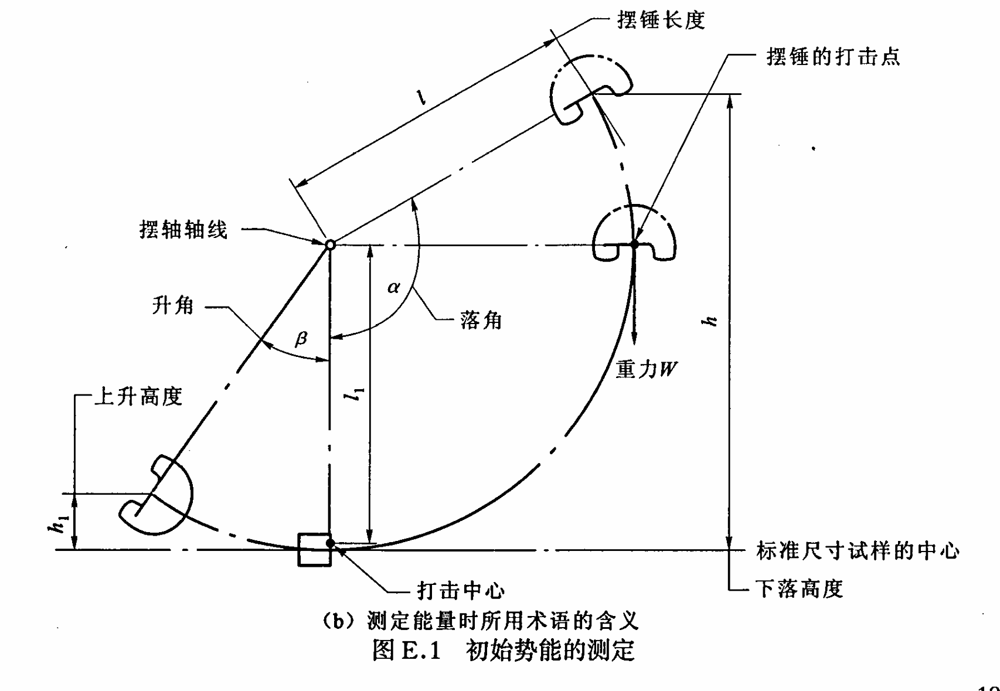 摆锤长度
摆锤的打击点
l
摆轴轴线
α
升角
落角
β
h
重力W
l₁
上升高度
h₁
标准尺寸试样的中心
下落高度
打击中心
(b) 测定能量时所用术语的含义
图 E.1 初始势能的测定